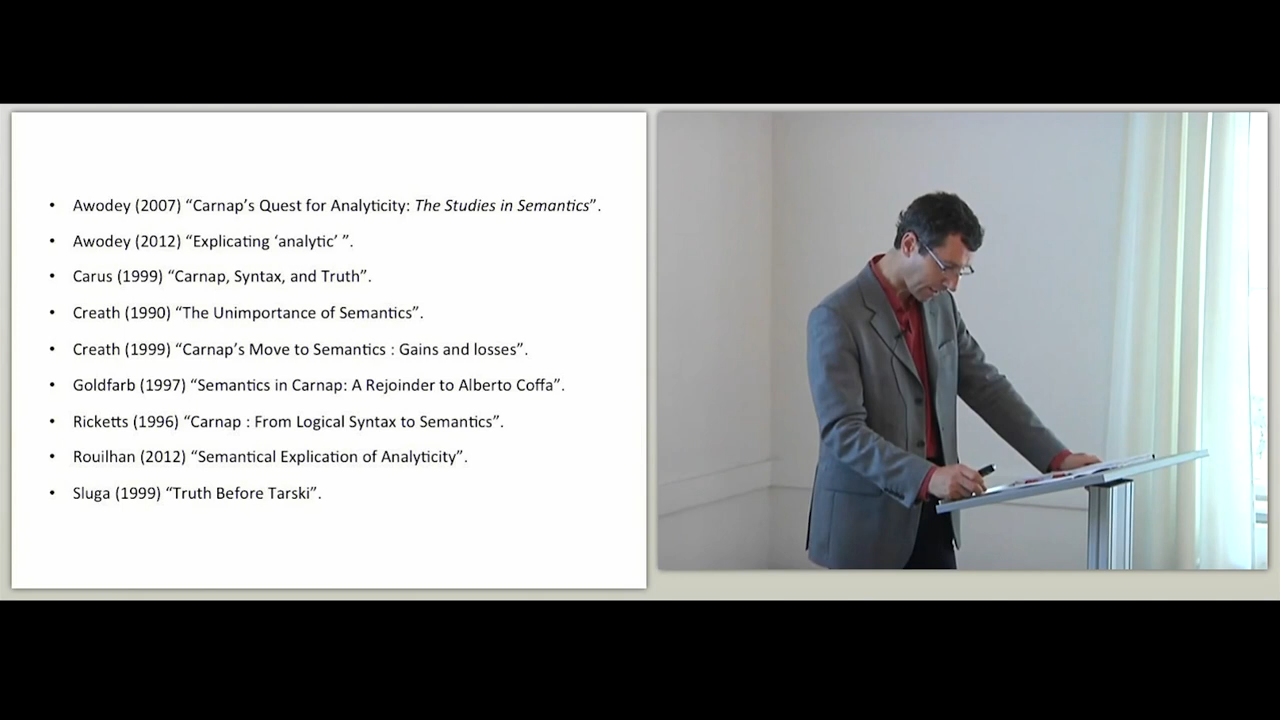 • Awodey (2007) “Carnap’s Quest for Analyticity: The Studies in Semantics”.
• Awodey (2012) “Explicating ‘analytic’ ”.
• Carus (1999) “Carnap, Syntax, and Truth”.
• Creath (1990) “The Unimportance of Semantics”.
• Creath (1999) “Carnap’s Move to Semantics : Gains and losses”.
• Goldfarb (1997) “Semantics in Carnap: A Rejoinder to Alberto Coffa”.
• Ricketts (1996) “Carnap : From Logical Syntax to Semantics”.
• Rouilhan (2012) “Semantical Explication of Analyticity”.
• Sluga (1999) “Truth Before Tarski”.